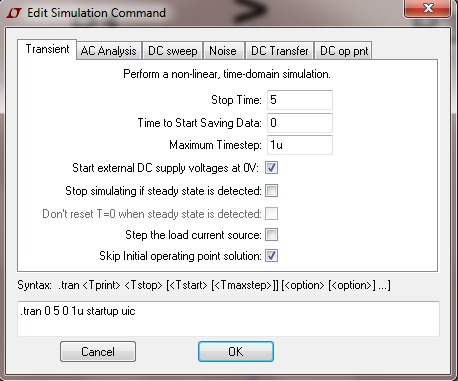 Edit Simulation Command
Transient AC Analysis DC sweep Noise DC Transfer DC op pnt
Perform a non-linear, time-domain simulation.
Stop Time: 5
Time to Start Saving Data: 0
Maximum Timestep: 1u
Start external DC supply voltages at 0V:
Stop simulating if steady state is detected:
Don't reset T=0 when steady state is detected:
Step the load current source:
Skip Initial operating point solution:
Syntax: .tran <Tprint> <Tstop> [<Tstart> [<Tmaxstep>]] [<option> [<option>] ...]
.tran 0 5 0 1u startup uic
Cancel OK